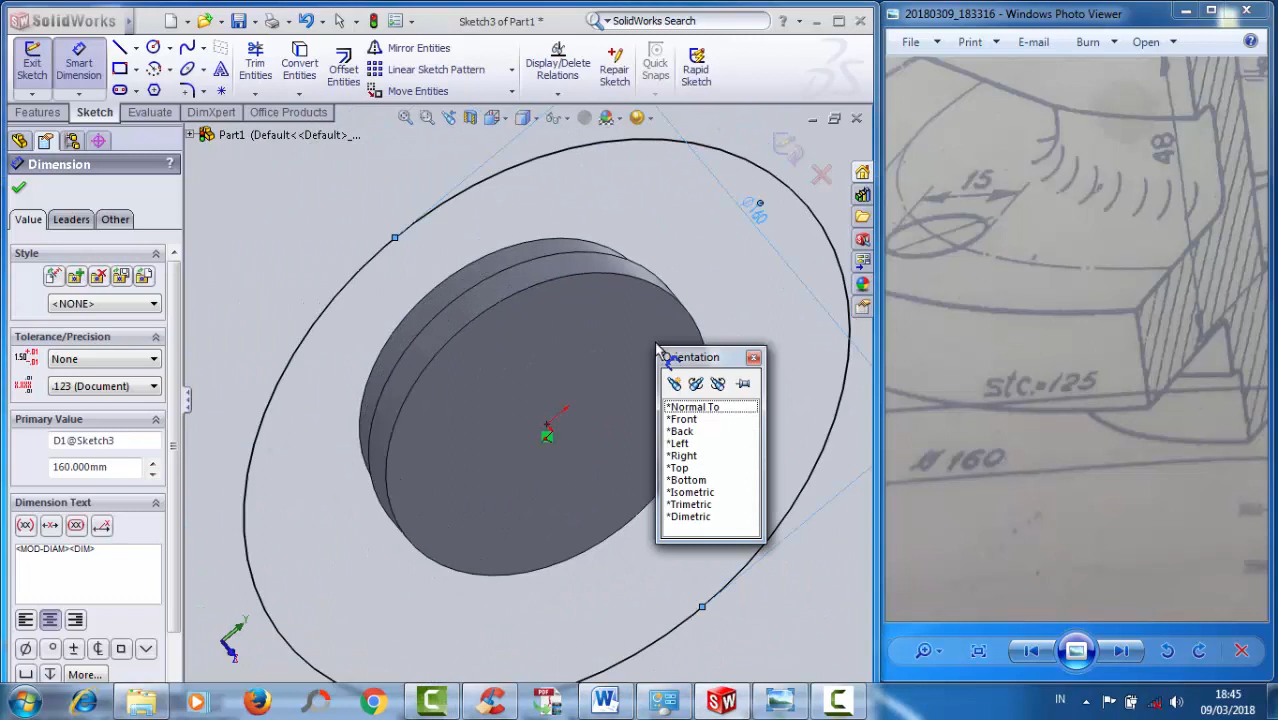 SolidWorks
Sketch3 of Part1 *
SolidWorks Search
20180309_183316 - Windows Photo Viewer
File
Print
E-mail
Burn
Open
Exit Sketch
Smart Dimension
Trim Entities
Convert Entities
Offset Entities
Mirror Entities
Linear Sketch Pattern
Move Entities
Display/Delete Relations
Repair Sketch
Quick Snaps
Rapid Sketch
Features
Sketch
Evaluate
DimXpert
Office Products
Part1 (Default<<Default>_...
Dimension
?
Value
Leaders
Other
Style
<NONE>
Tolerance/Precision
None
.123 (Document)
Primary Value
D1@Sketch3
160.000mm
Dimension Text
<MOD-DIAM><DIM>
More...
Ø160
Y
*Normal To
*Front
*Back
*Left
*Right
*Top
*Bottom
*Isometric
*Trimetric
*Dimetric
48
15
stc.=125
Ø 160
IN
18:45
09/03/2018